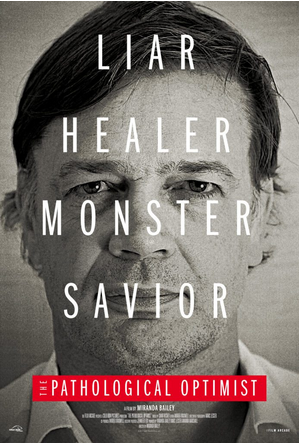 LIAR
HEALER
MONSTER
SAVIOR
THE PATHOLOGICAL OPTIMIST
A FILM BY MIRANDA BAILEY